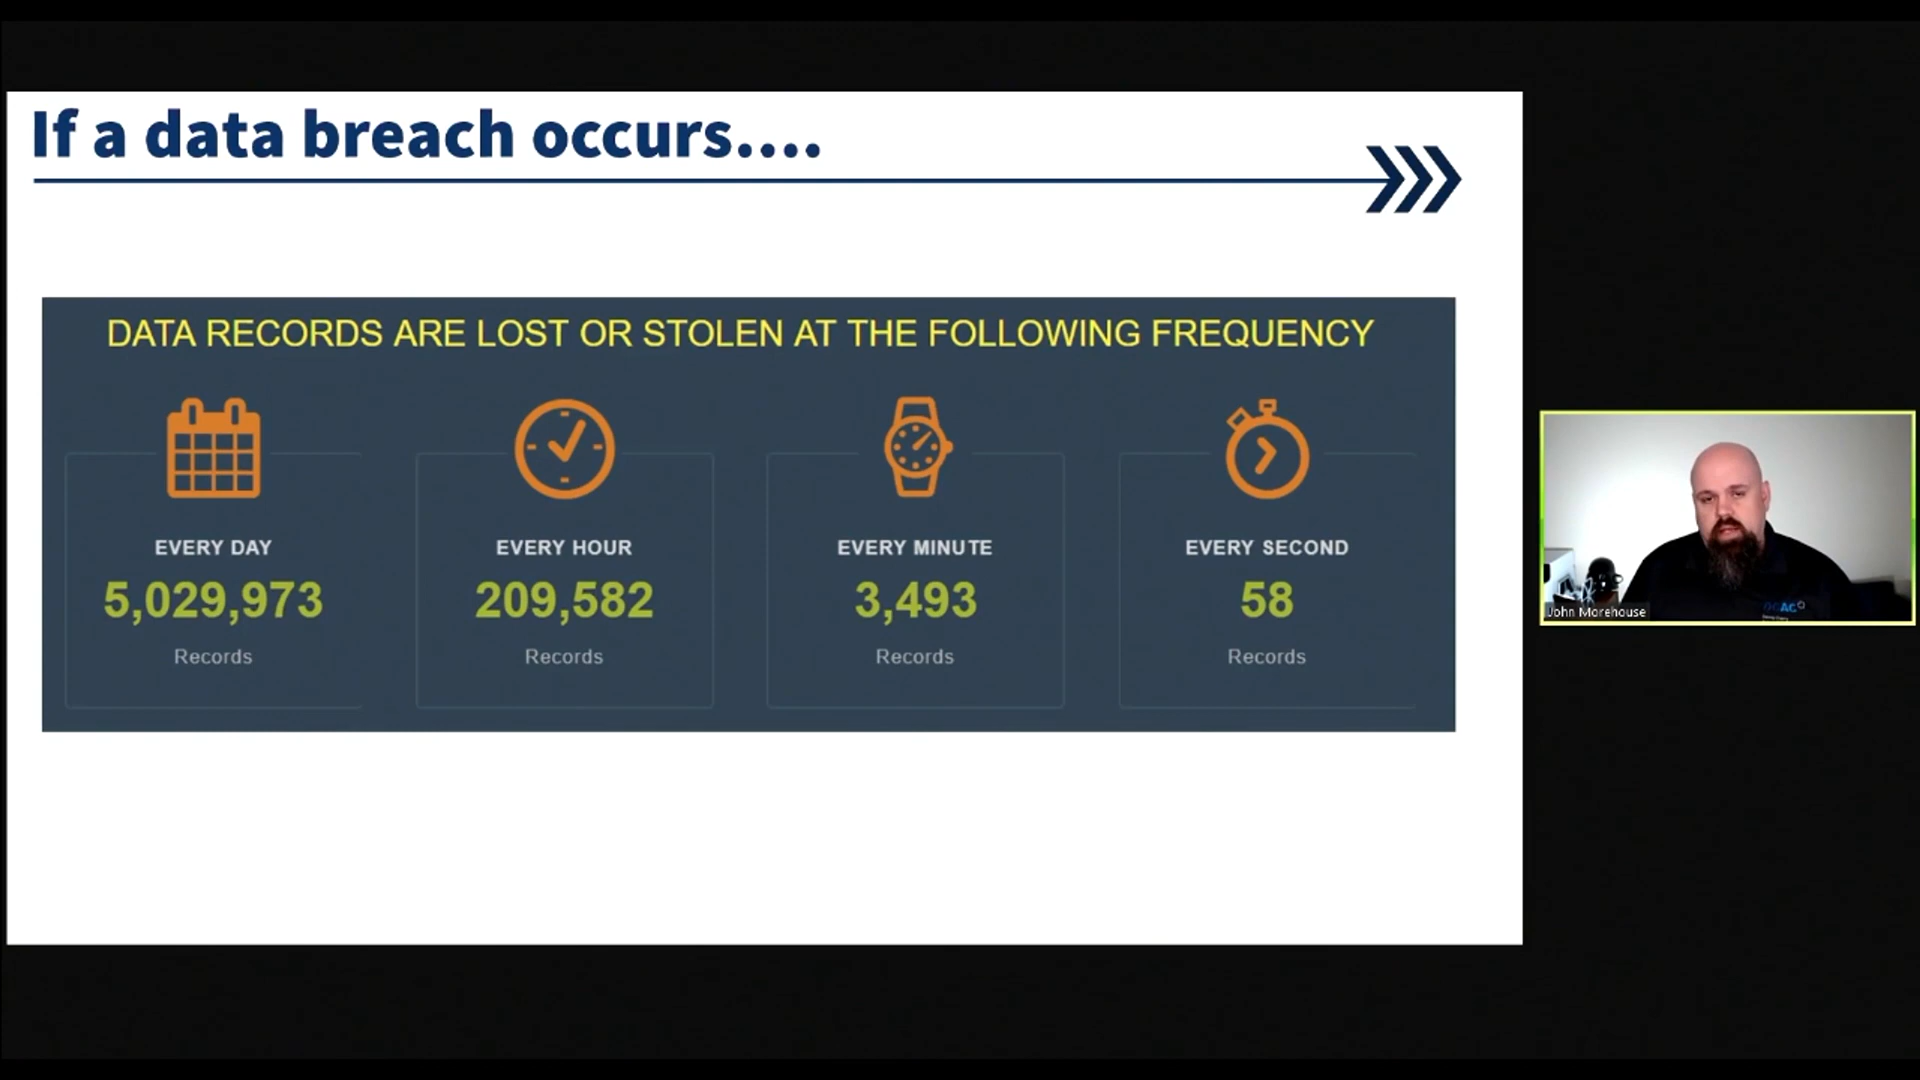 If a data breach occurs....
DATA RECORDS ARE LOST OR STOLEN AT THE FOLLOWING FREQUENCY
EVERY DAY
5,029,973
Records
EVERY HOUR
209,582
Records
EVERY MINUTE
3,493
Records
EVERY SECOND
58
Records
John Morehouse